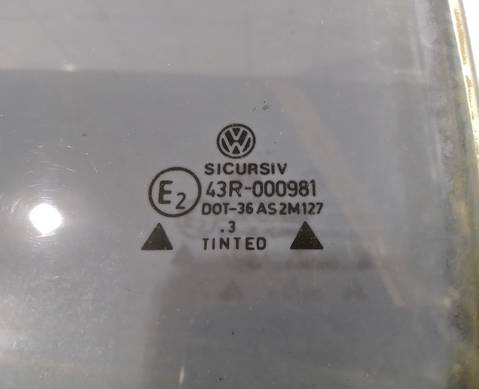 SICURSIV
E2 43R-000981
DOT-36 AS2M127
.3
TINTED